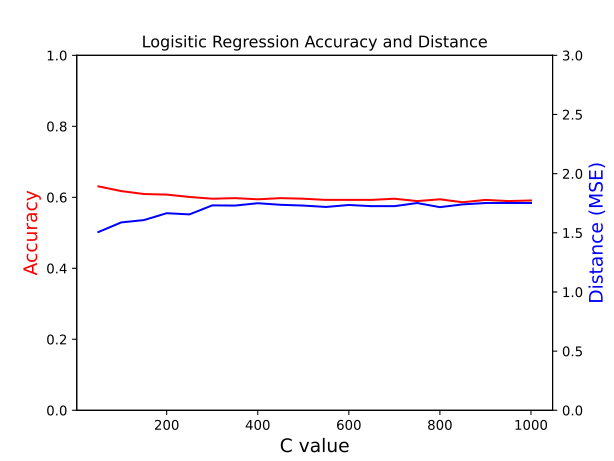 Logisitic Regression Accuracy and Distance
1.0
0.8
0.6
0.4
0.2
0.0
Accuracy
3.0
2.5
2.0
1.5
1.0
0.5
0.0
Distance (MSE)
200 400 600 800 1000
C value